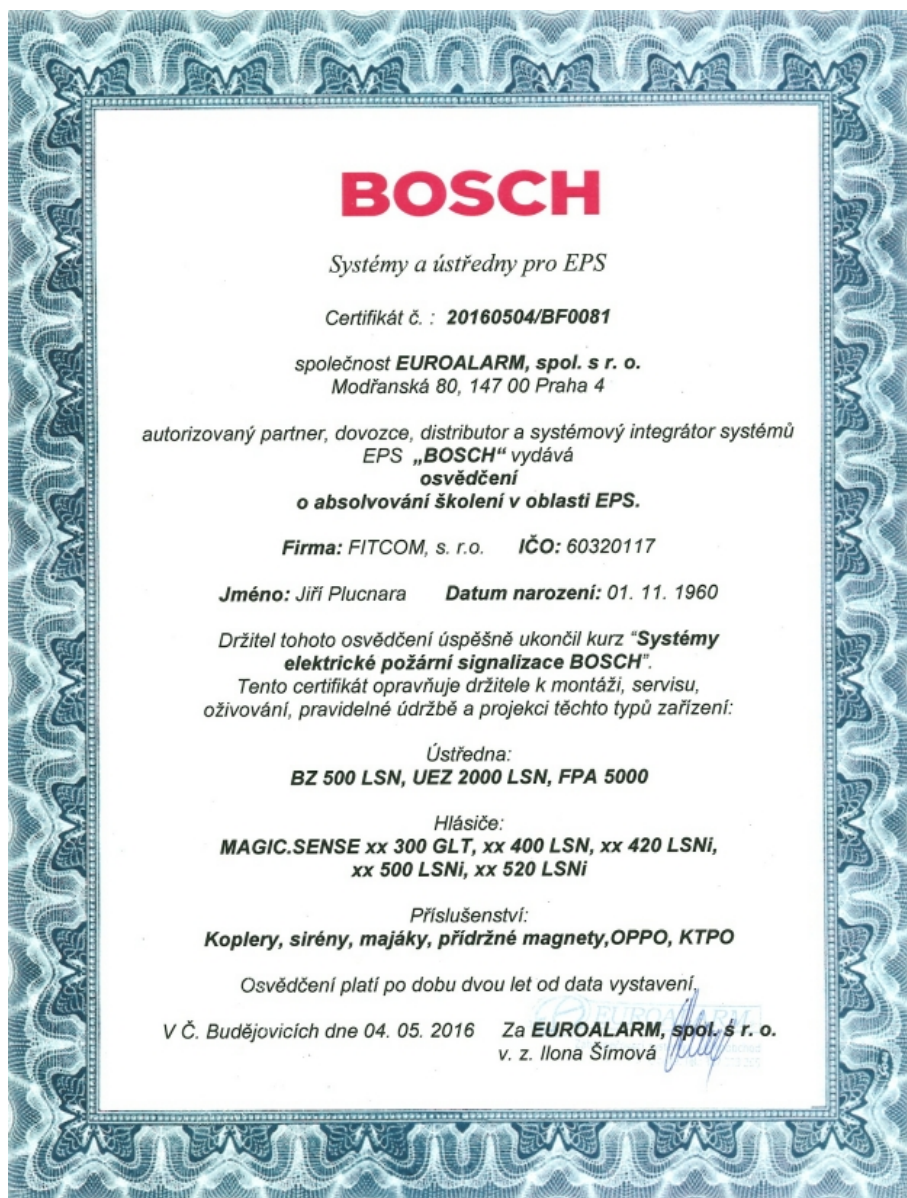 BOSCH
Systémy a ústředny pro EPS
Certifikát č. : 20160504/BF0081
společnost EUROALARM, spol. s r. o.
Modřanská 80, 147 00 Praha 4
autorizovaný partner, dovozce, distributor a systémový integrátor systémů
EPS „BOSCH“ vydává
osvědčení
o absolvování školení v oblasti EPS.
Firma: FITCOM, s. r.o. IČO: 60320117
Jméno: Jiří Plucnara Datum narození: 01. 11. 1960
Držitel tohoto osvědčení úspěšně ukončil kurz “Systémy
elektrické požární signalizace BOSCH”.
Tento certifikát opravňuje držitele k montáži, servisu,
oživování, pravidelné údržbě a projekci těchto typů zařízení:
Ústředna:
BZ 500 LSN, UEZ 2000 LSN, FPA 5000
Hlásiče:
MAGIC.SENSE xx 300 GLT, xx 400 LSN, xx 420 LSNi,
xx 500 LSNi, xx 520 LSNi
Příslušenství:
Koplery, sirény, majáky, přídržné magnety,OPPO, KTPO
Osvědčení platí po dobu dvou let od data vystavení.
EUROALARM
V Č. Budějovicích dne 04. 05. 2016 Za EUROALARM, spol. s r. o.
v. z. Ilona Šímová